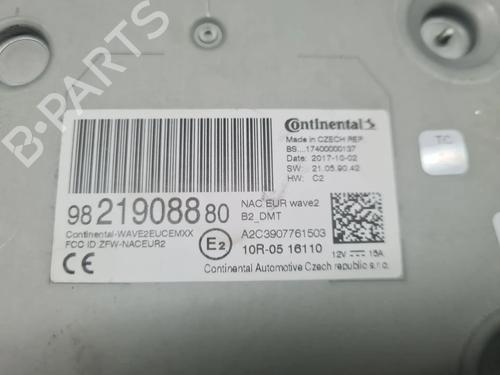 Continental
Made in CZECH REP.
BS....17400000137
Date: 2017-10-02
SW: 21.05.90.42
HW: C2
NAC EUR wave2
B2_DMT
98 219088 80
Continental-WAVE2EUCEMXX
FCC ID ZFW-NACEUR2
CE
E2
A2C3907761503
10R-05 16110
12V 15A
Continental Automotive Czech republic s.r.o.
TC
B-PARTS